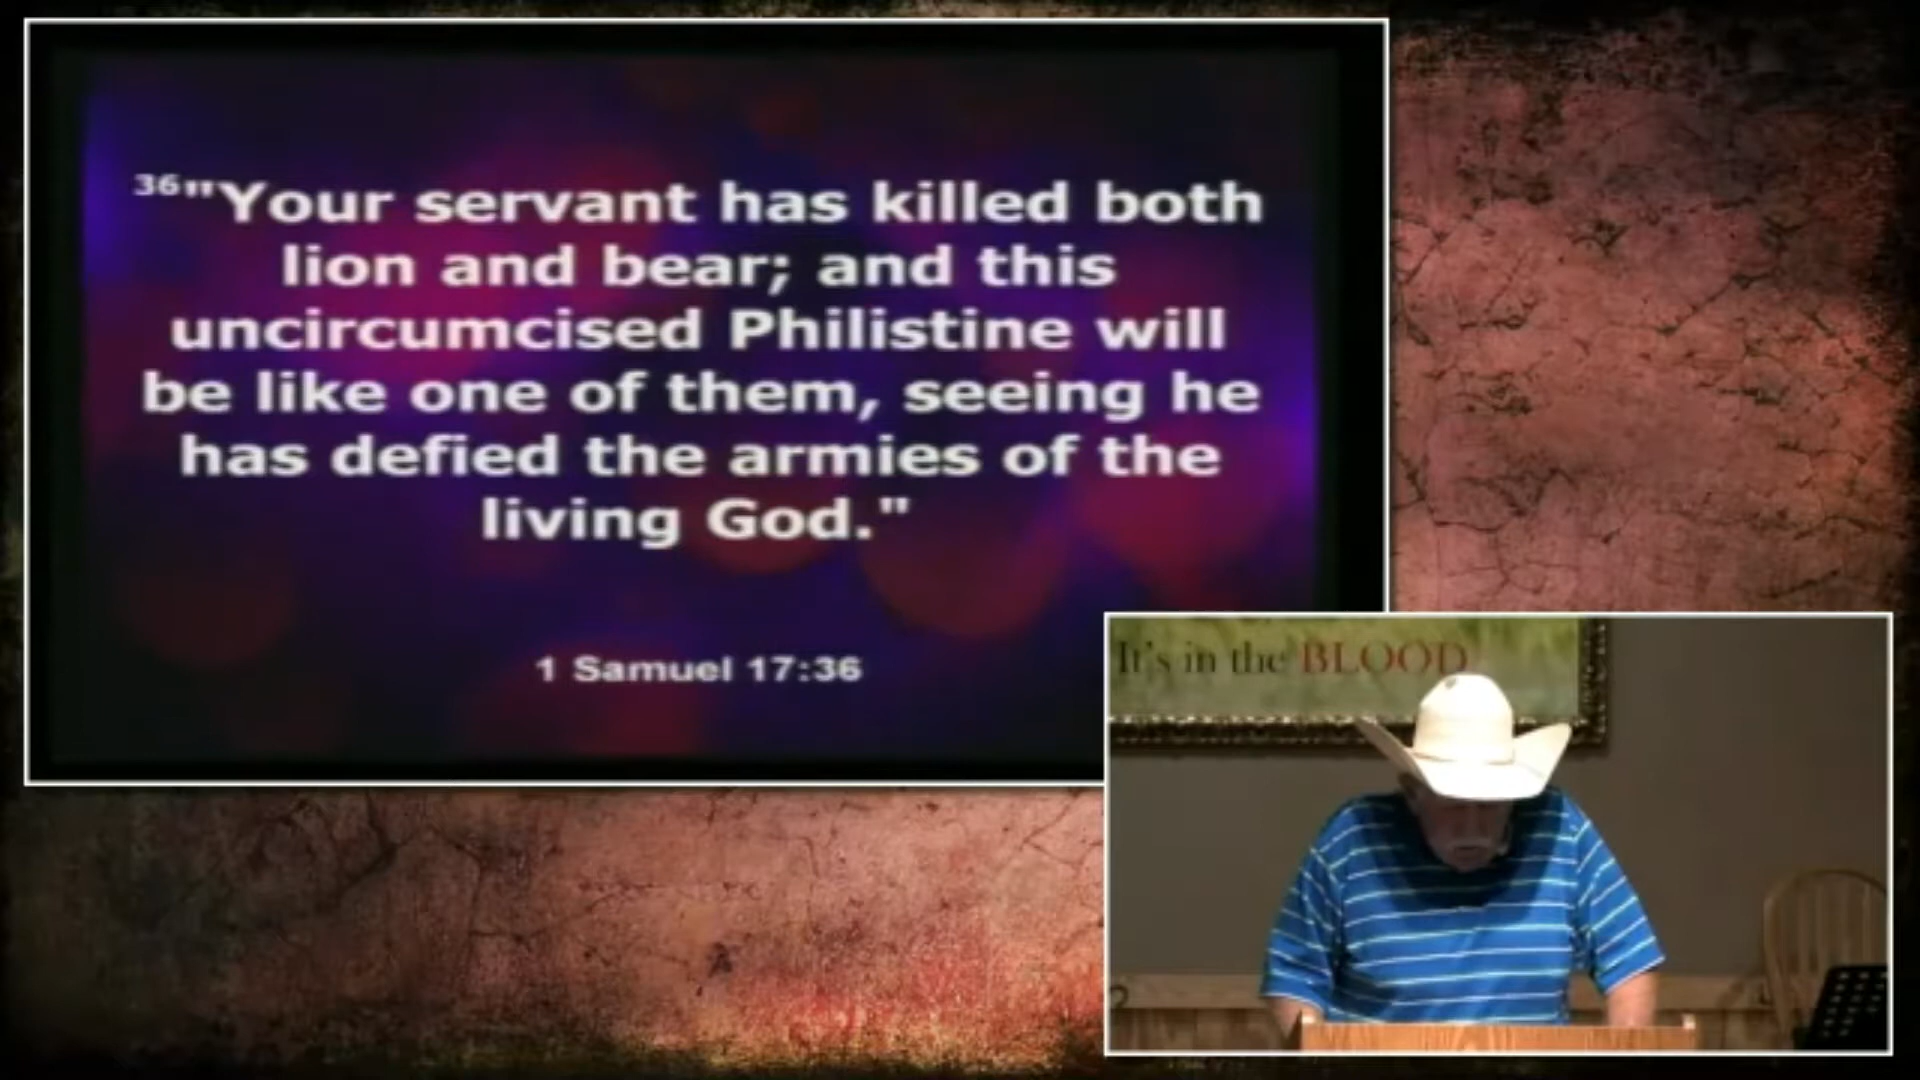 36"Your servant has killed both
lion and bear; and this
uncircumcised Philistine will
be like one of them, seeing he
has defied the armies of the
living God."
1 Samuel 17:36
It's in the BLOOD